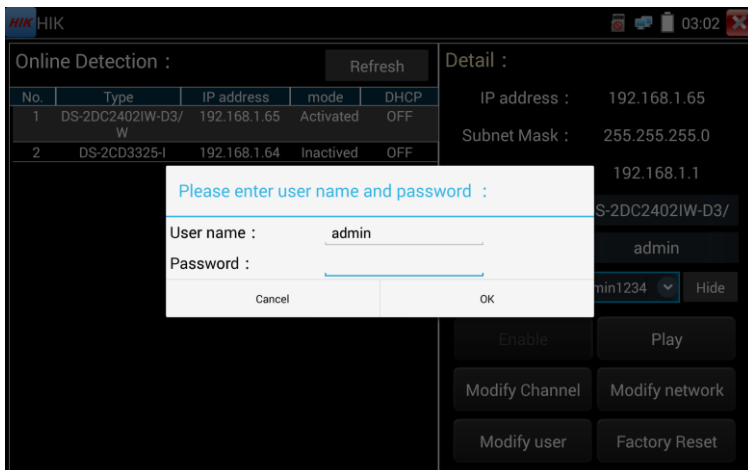 HIK HIK 03:02
Online Detection : Refresh
No. Type IP address mode DHCP
1 DS-2DC2402IW-D3/ 192.168.1.65 Activated OFF
W
2 DS-2CD3325-I 192.168.1.64 Inactived OFF
Please enter user name and password :
User name : admin
Password :
Cancel OK
Detail :
IP address : 192.168.1.65
Subnet Mask : 255.255.255.0
192.168.1.1
S-2DC2402IW-D3/
admin
min1234 Hide
Enable Play
Modify Channel Modify network
Modify user Factory Reset